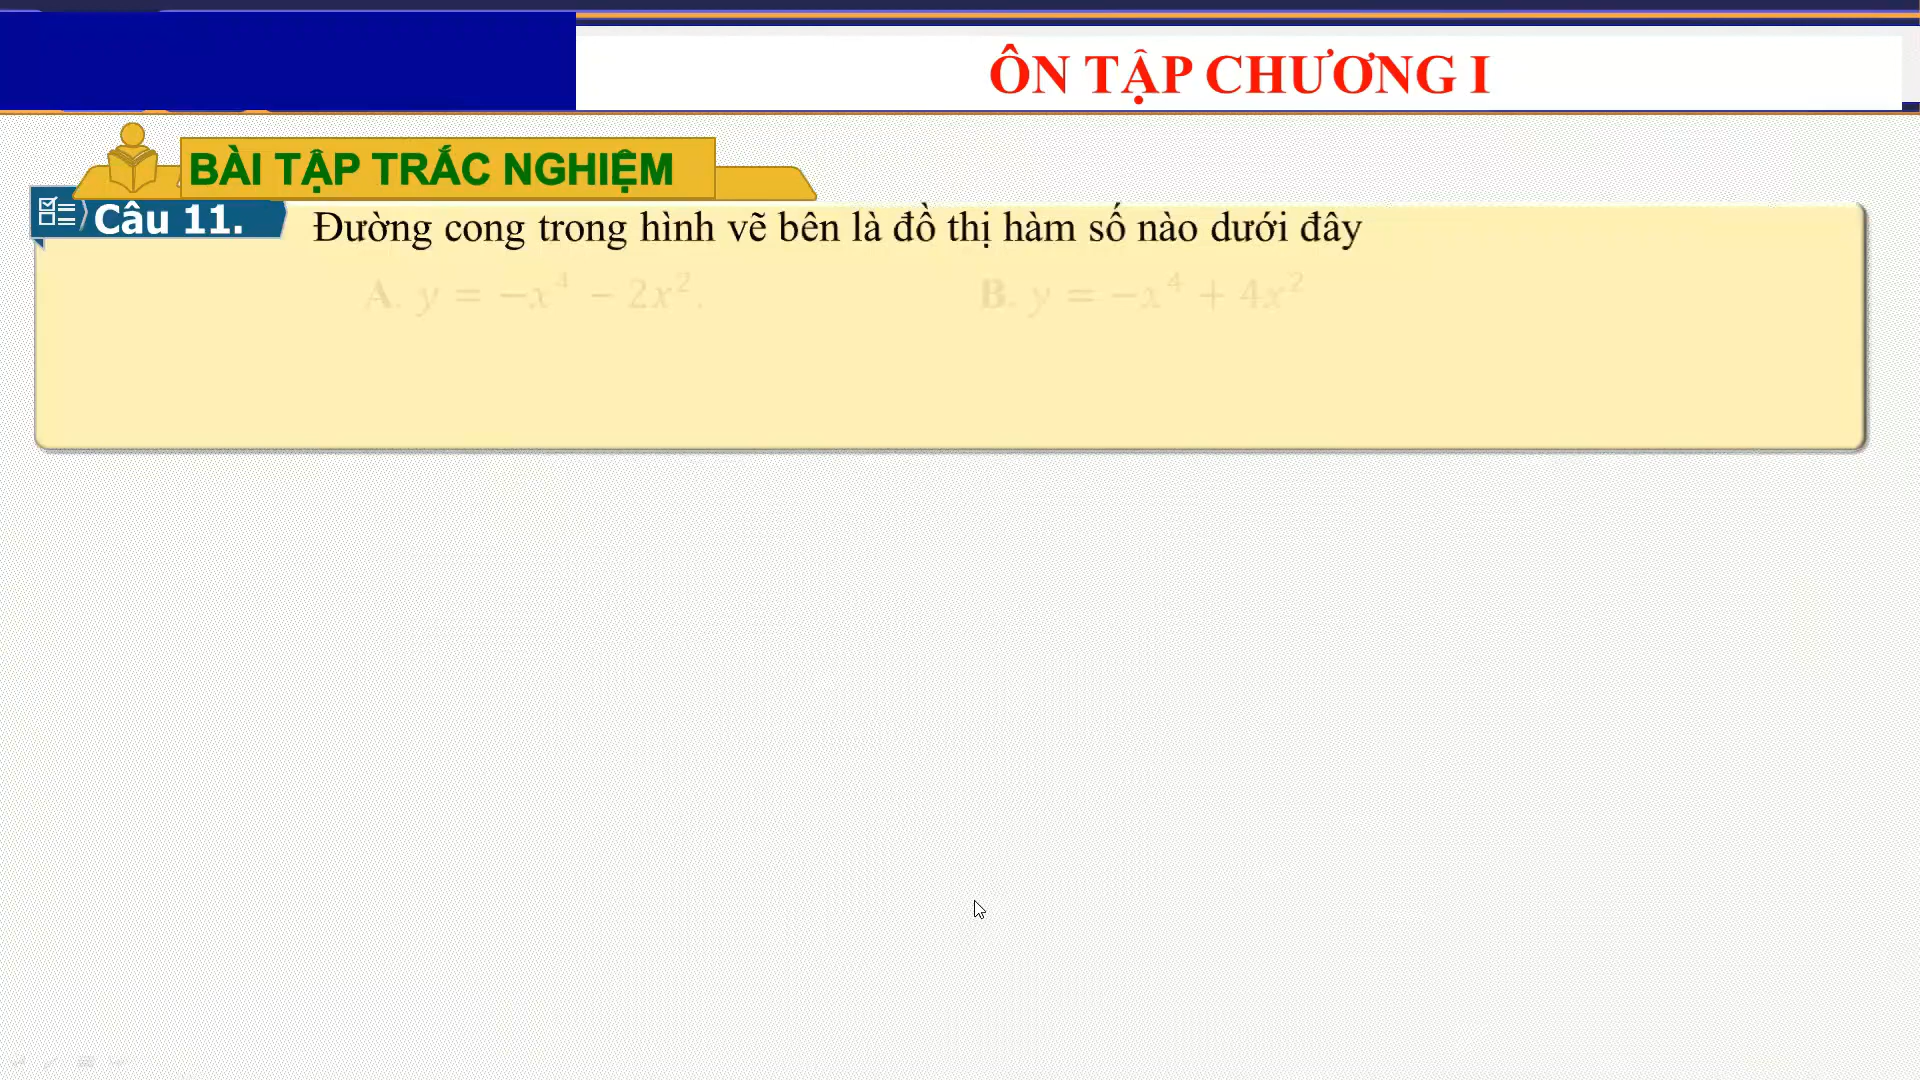 ÔN TẬP CHƯƠNG I
BÀI TẬP TRẮC NGHIỆM
Câu 11. Đường cong trong hình vẽ bên là đồ thị hàm số nào dưới đây
A. y = −x⁴ − 2x². B. y = −x⁴ + 4x²